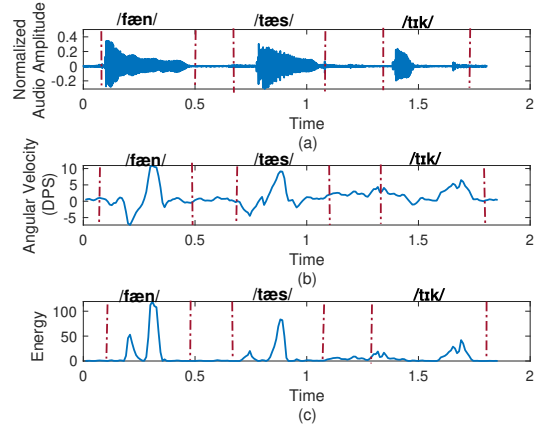 /fæn/ /tæs/ /tɪk/
Normalized
Audio Amplitude
0.4
0.2
0
-0.2
0 0.5 1 1.5 2
Time
(a)
/fæn/ /tæs/ /tɪk/
Angular Velocity
(DPS)
10
5
0
-5
0 0.5 1 1.5 2
Time
(b)
/fæn/ /tæs/ /tɪk/
Energy
100
50
0
0 0.5 1 1.5 2
Time
(c)